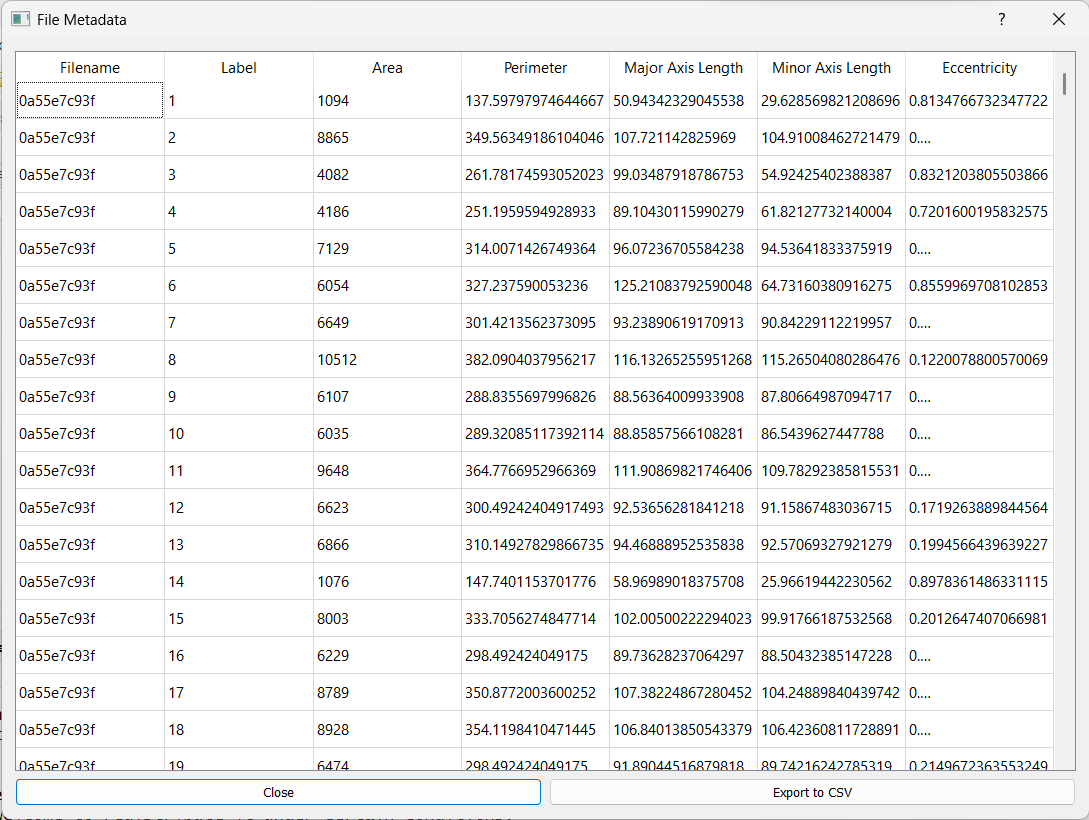 File Metadata
Filename Label Area Perimeter Major Axis Length Minor Axis Length Eccentricity
0a55e7c93f 1 1094 137.59797974644667 50.94342329045538 29.628569821208696 0.8134766732347722
0a55e7c93f 2 8865 349.56349186104046 107.721142825969 104.91008462721479 0....
0a55e7c93f 3 4082 261.78174593052023 99.03487918786753 54.92425402388387 0.8321203805503866
0a55e7c93f 4 4186 251.1959594928933 89.10430115990279 61.82127732140004 0.7201600195832575
0a55e7c93f 5 7129 314.0071426749364 96.07236705584238 94.53641833375919 0....
0a55e7c93f 6 6054 327.237590053236 125.21083792590048 64.73160380916275 0.8559969708102853
0a55e7c93f 7 6649 301.4213562373095 93.23890619170913 90.84229112219957 0....
0a55e7c93f 8 10512 382.0904037956217 116.13265255951268 115.26504080286476 0.1220078800570069
0a55e7c93f 9 6107 288.8355697996826 88.56364009933908 87.80664987094717 0....
0a55e7c93f 10 6035 289.32085117392114 88.85857566108281 86.5439627447788 0....
0a55e7c93f 11 9648 364.7766952966369 111.90869821746406 109.78292385815531 0....
0a55e7c93f 12 6623 300.49242404917493 92.53656281841218 91.15867483036715 0.1719263889844564
0a55e7c93f 13 6866 310.14927829866735 94.46888952535838 92.57069327921279 0.1994566439639227
0a55e7c93f 14 1076 147.7401153701776 58.96989018375708 25.96619442230562 0.8978361486331115
0a55e7c93f 15 8003 333.7056274847714 102.00500222294023 99.91766187532568 0.2012647407066981
0a55e7c93f 16 6229 298.492424049175 89.73628237064297 88.50432385147228 0....
0a55e7c93f 17 8789 350.8772003600252 107.38224867280452 104.24889840439742 0....
0a55e7c93f 18 8928 354.1198410471445 106.84013850543379 106.42360811728891 0....
0a55e7c93f 19 6474 298.492424049175 91.89044516879818 89.74216242785319 0.2149672363553249
Close Export to CSV